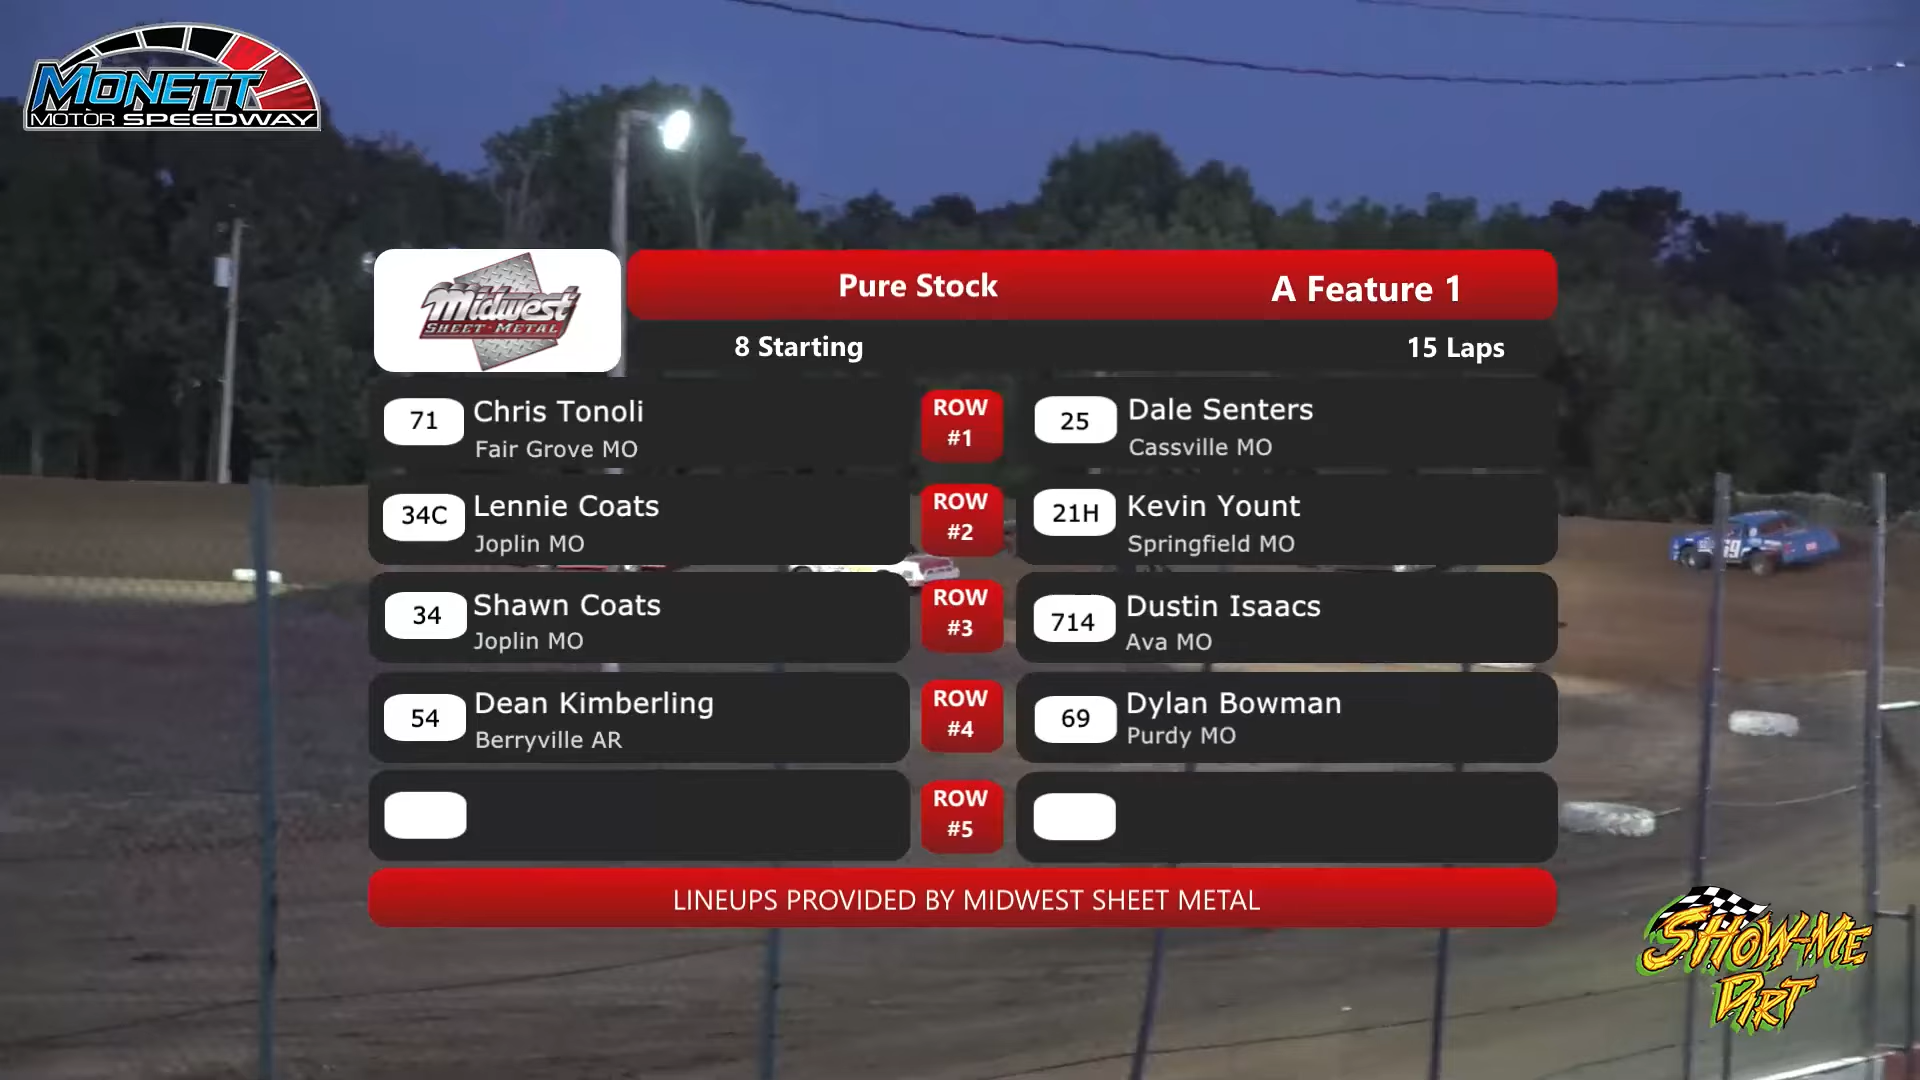 MONETT
MOTOR SPEEDWAY
Midwest
SHEET·METAL
Pure Stock
A Feature 1
8 Starting
15 Laps
71
Chris Tonoli
Fair Grove MO
ROW
#1
25
Dale Senters
Cassville MO
34C
Lennie Coats
Joplin MO
ROW
#2
21H
Kevin Yount
Springfield MO
34
Shawn Coats
Joplin MO
ROW
#3
714
Dustin Isaacs
Ava MO
54
Dean Kimberling
Berryville AR
ROW
#4
69
Dylan Bowman
Purdy MO
ROW
#5
LINEUPS PROVIDED BY MIDWEST SHEET METAL
69
SHOW-ME
DIRT